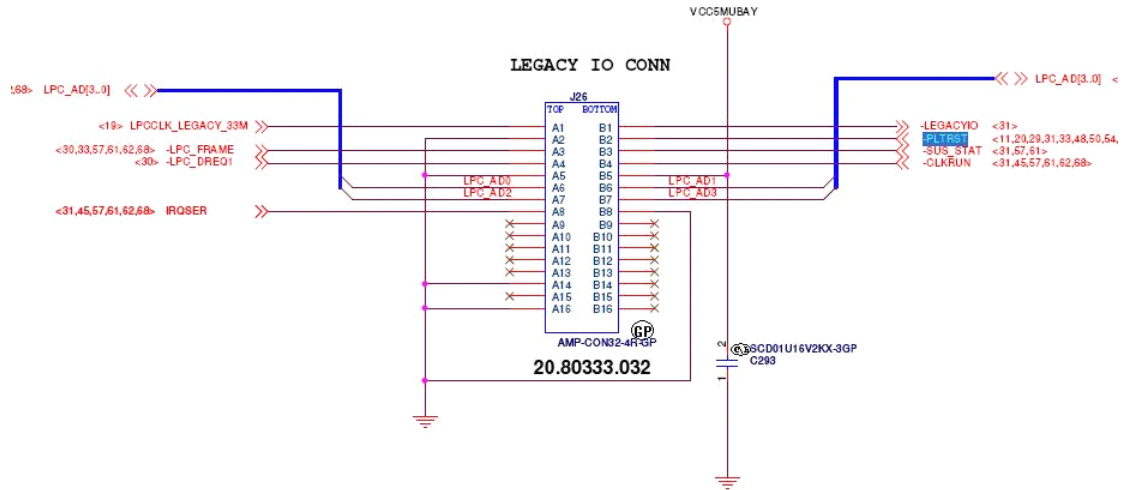 VCC5MUBAY
LEGACY IO CONN
2,68> LPC_AD[3..0]
LPC_AD[3..0] <
J26
TOP BOTTOM
<19> LPCCLK_LEGACY_33M A1 B1 -LEGACYIO <31>
A2 B2 -PLTRST <11,20,29,31,33,48,50,54,
<30,33,57,61,62,68> -LPC_FRAME A3 B3 -SUS_STAT <31,57,61>
<30> -LPC_DREQ1 A4 B4 -CLKRUN <31,45,57,61,62,68>
A5 B5
LPC_AD0 A6 B6 LPC_AD1
LPC_AD2 A7 B7 LPC_AD3
<31,45,57,61,62,68> IRQSER A8 B8
A9 B9
A10 B10
A11 B11
A12 B12
A13 B13
A14 B14
A15 B15
A16 B16
GP
AMP-CON32-4R-GP
20.80333.032
2
SCD01U16V2KX-3GP
C293
1